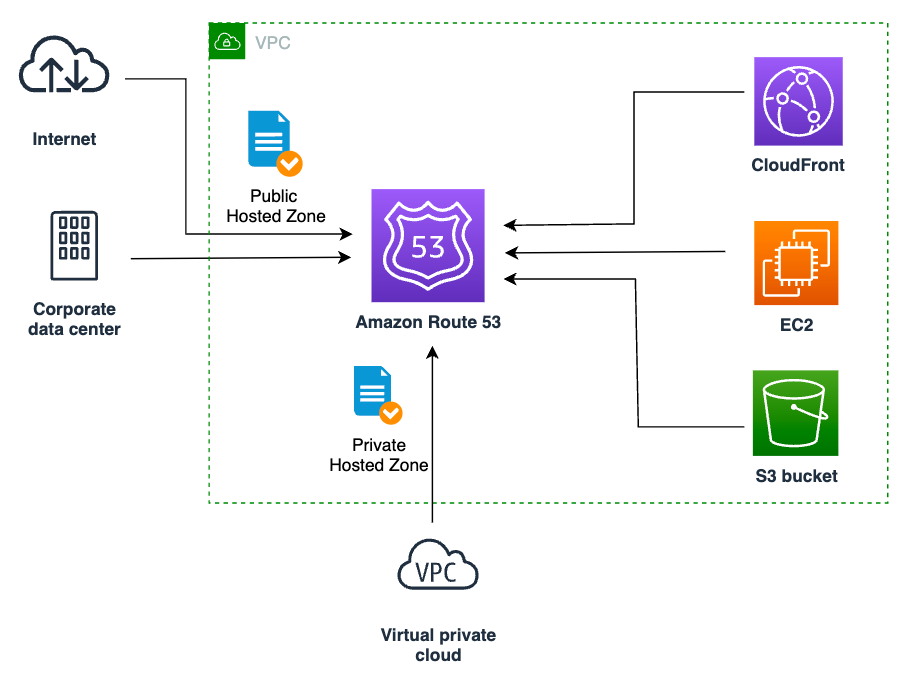 VPC
Internet
CloudFront
Public
Hosted Zone
53
Corporate
data center
Amazon Route 53
EC2
Private
Hosted Zone
S3 bucket
VPC
Virtual private
cloud